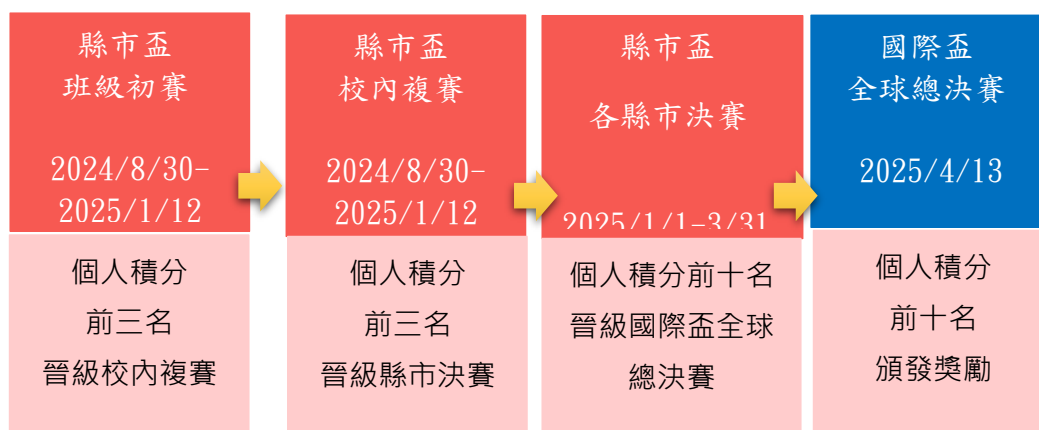 縣市盃
班級初賽
2024/8/30-
2025/1/12
個人積分
前三名
晉級校內複賽
縣市盃
校內複賽
2024/8/30-
2025/1/12
個人積分
前三名
晉級縣市決賽
縣市盃
各縣市決賽
2025/1/1-3/31
個人積分前十名
晉級國際盃全球
總決賽
國際盃
全球總決賽
2025/4/13
個人積分
前十名
頒發獎勵